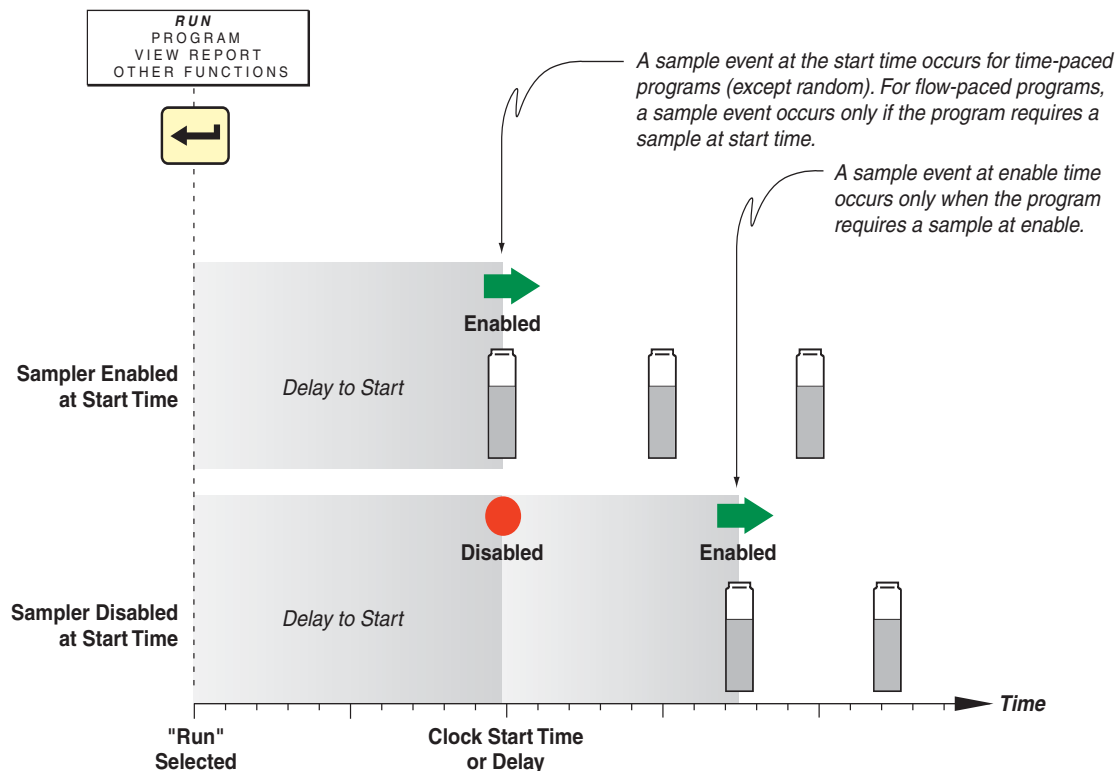 RUN
PROGRAM
VIEW REPORT
OTHER FUNCTIONS
A sample event at the start time occurs for time-paced
programs (except random). For flow-paced programs,
a sample event occurs only if the program requires a
sample at start time.
A sample event at enable time
occurs only when the program
requires a sample at enable.
Enabled
Sampler Enabled
at Start Time
Delay to Start
Disabled
Enabled
Sampler Disabled
at Start Time
Delay to Start
Time
"Run"
Selected
Clock Start Time
or Delay